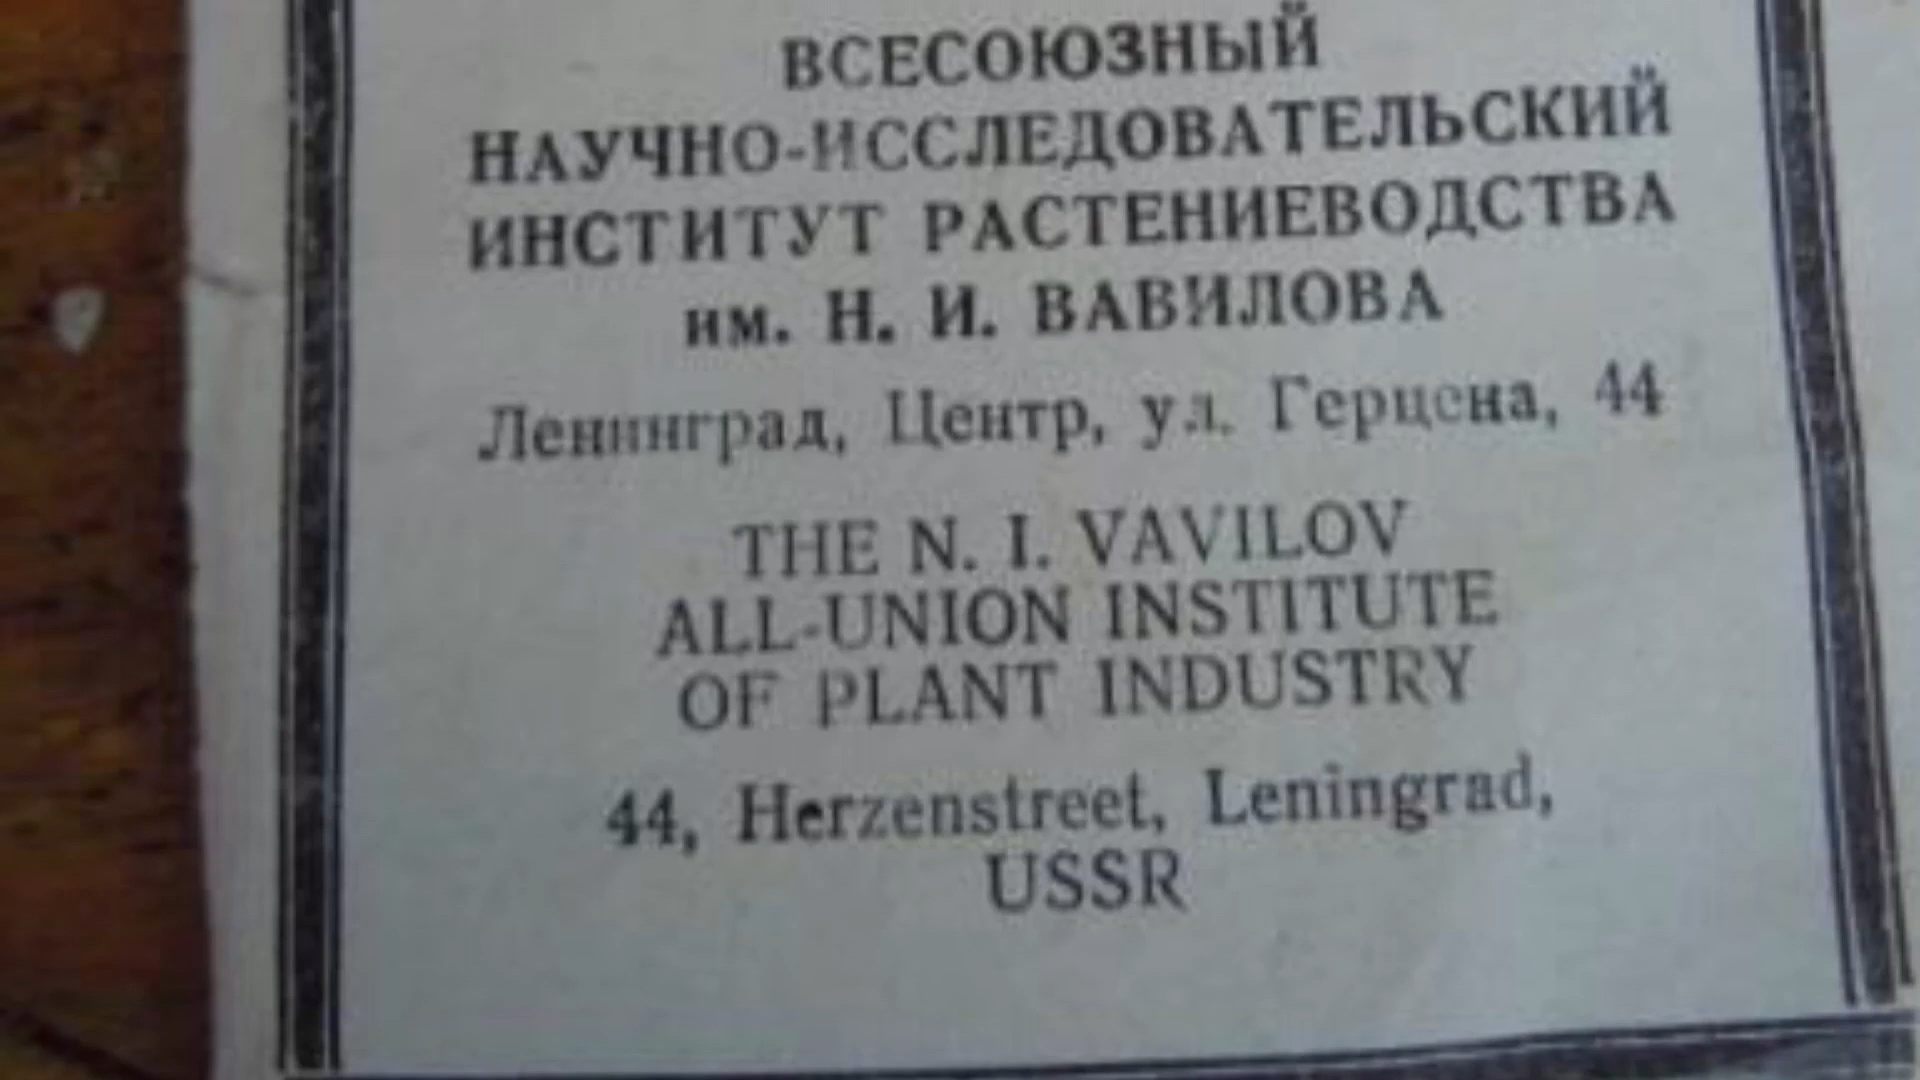 ВСЕСОЮЗНЫЙ
НАУЧНО-ИССЛЕДОВАТЕЛЬСКИЙ
ИНСТИТУТ РАСТЕНИЕВОДСТВА
им. Н. И. ВАВИЛОВА
Ленинград, Центр, ул. Герцена, 44
THE N. I. VAVILOV
ALL-UNION INSTITUTE
OF PLANT INDUSTRY
44, Herzenstreet, Leningrad,
USSR